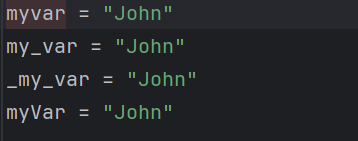 myvar = "John"
my_var = "John"
_my_var = "John"
myVar = "John"